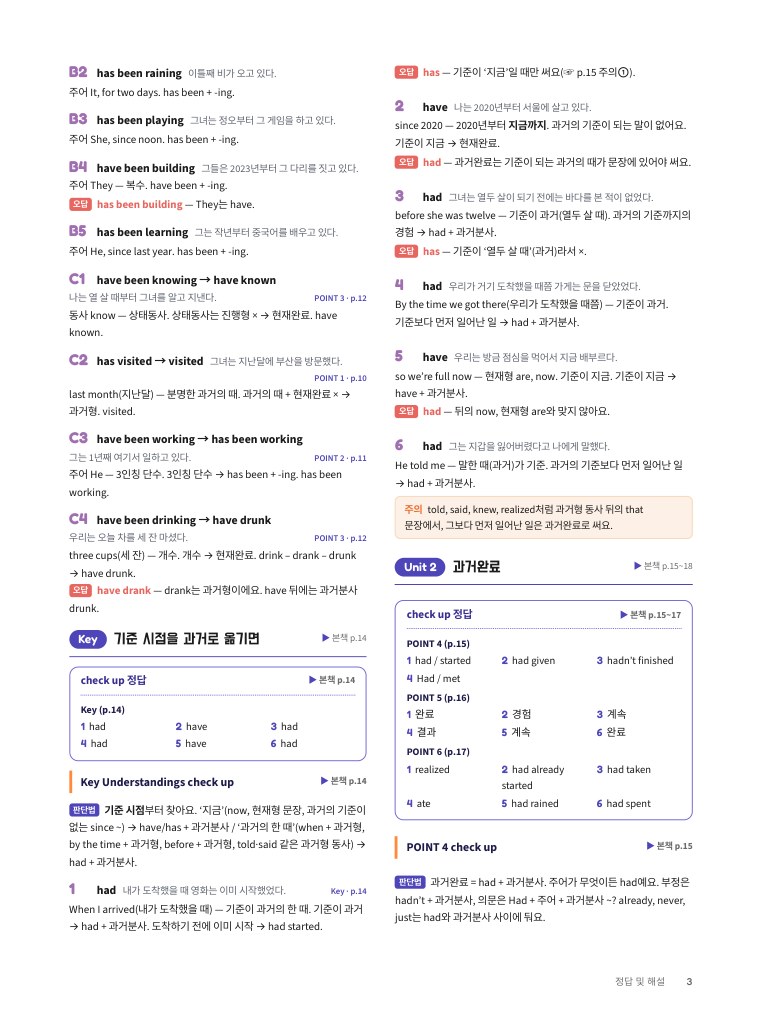 B2 has been raining 이틀째 비가 오고 있다.
주어 It, for two days. has been + -ing.
B3 has been playing 그녀는 정오부터 그 게임을 하고 있다.
주어 She, since noon. has been + -ing.
B4 have been building 그들은 2023년부터 그 다리를 짓고 있다.
주어 They — 복수. have been + -ing.
오답 has been building — They는 have.
B5 has been learning 그는 작년부터 중국어를 배우고 있다.
주어 He, since last year. has been + -ing.
C1 have been knowing → have known
나는 열 살 때부터 그녀를 알고 지낸다. POINT 3 · p.12
동사 know — 상태동사. 상태동사는 진행형 × → 현재완료. have
known.
C2 has visited → visited 그녀는 지난달에 부산을 방문했다.
POINT 1 · p.10
last month(지난달) — 분명한 과거의 때. 과거의 때 + 현재완료 × →
과거형. visited.
C3 have been working → has been working
그는 1년째 여기서 일하고 있다. POINT 2 · p.11
주어 He — 3인칭 단수. 3인칭 단수 → has been + -ing. has been
working.
C4 have been drinking → have drunk
우리는 오늘 차를 세 잔 마셨다. POINT 3 · p.12
three cups(세 잔) — 개수. 개수 → 현재완료. drink – drank – drunk
→ have drunk.
오답 have drank — drank는 과거형이에요. have 뒤에는 과거분사
drunk.
Key 기준 시점을 과거로 옮기면 ▶ 본책 p.14
check up 정답 ▶ 본책 p.14
Key (p.14)
1 had 2 have 3 had
4 had 5 have 6 had
Key Understandings check up ▶ 본책 p.14
판단법 기준 시점부터 찾아요. ‘지금’(now, 현재형 문장, 과거의 기준이
없는 since ~) → have/has + 과거분사 / ‘과거의 한 때’(when + 과거형,
by the time + 과거형, before + 과거형, told·said 같은 과거형 동사) →
had + 과거분사.
1 had 내가 도착했을 때 영화는 이미 시작했었다. Key · p.14
When I arrived(내가 도착했을 때) — 기준이 과거의 한 때. 기준이 과거
→ had + 과거분사. 도착하기 전에 이미 시작 → had started.
오답 has — 기준이 ‘지금’일 때만 써요(☞ p.15 주의①).
2 have 나는 2020년부터 서울에 살고 있다.
since 2020 — 2020년부터 지금까지. 과거의 기준이 되는 말이 없어요.
기준이 지금 → 현재완료.
오답 had — 과거완료는 기준이 되는 과거의 때가 문장에 있어야 써요.
3 had 그녀는 열두 살이 되기 전에는 바다를 본 적이 없었다.
before she was twelve — 기준이 과거(열두 살 때). 과거의 기준까지의
경험 → had + 과거분사.
오답 has — 기준이 ‘열두 살 때’(과거)라서 ×.
4 had 우리가 거기 도착했을 때쯤 가게는 문을 닫았었다.
By the time we got there(우리가 도착했을 때쯤) — 기준이 과거.
기준보다 먼저 일어난 일 → had + 과거분사.
5 have 우리는 방금 점심을 먹어서 지금 배부르다.
so we’re full now — 현재형 are, now. 기준이 지금. 기준이 지금 →
have + 과거분사.
오답 had — 뒤의 now, 현재형 are와 맞지 않아요.
6 had 그는 지갑을 잃어버렸다고 나에게 말했다.
He told me — 말한 때(과거)가 기준. 과거의 기준보다 먼저 일어난 일
→ had + 과거분사.
주의 told, said, knew, realized처럼 과거형 동사 뒤의 that
문장에서, 그보다 먼저 일어난 일은 과거완료로 써요.
Unit 2 과거완료 ▶ 본책 p.15~18
check up 정답 ▶ 본책 p.15~17
POINT 4 (p.15)
1 had / started 2 had given 3 hadn’t finished
4 Had / met
POINT 5 (p.16)
1 완료 2 경험 3 계속
4 결과 5 계속 6 완료
POINT 6 (p.17)
1 realized 2 had already started 3 had taken
4 ate 5 had rained 6 had spent
POINT 4 check up ▶ 본책 p.15
판단법 과거완료 = had + 과거분사. 주어가 무엇이든 had예요. 부정은
hadn’t + 과거분사, 의문은 Had + 주어 + 과거분사 ~? already, never,
just는 had와 과거분사 사이에 둬요.
정답 및 해설 3